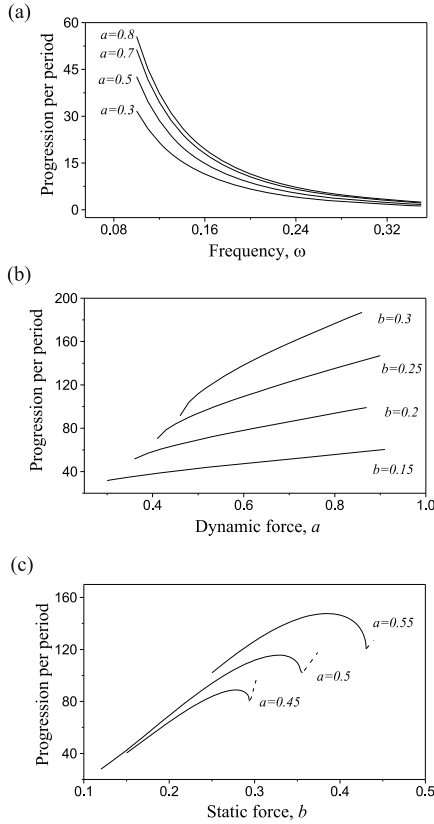 (a)
60
45
30
15
0
Progression per period
a=0.8
a=0.7
a=0.5
a=0.3
0.08
0.16
0.24
0.32
Frequency, ω
(b)
200
160
120
80
40
Progression per period
b=0.3
b=0.25
b=0.2
b=0.15
0.4
0.6
0.8
1.0
Dynamic force, a
(c)
160
120
80
40
Progression per period
a=0.55
a=0.5
a=0.45
0.1
0.2
0.3
0.4
0.5
Static force, b